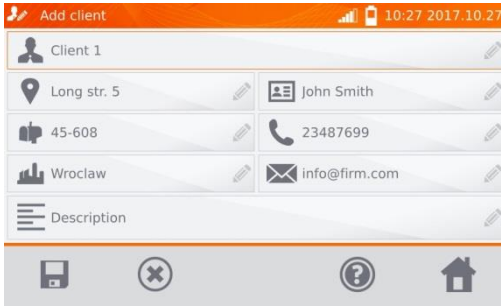 Add client 10:27 2017.10.27
Client 1
Long str. 5 John Smith
45-608 23487699
Wroclaw info@firm.com
Description